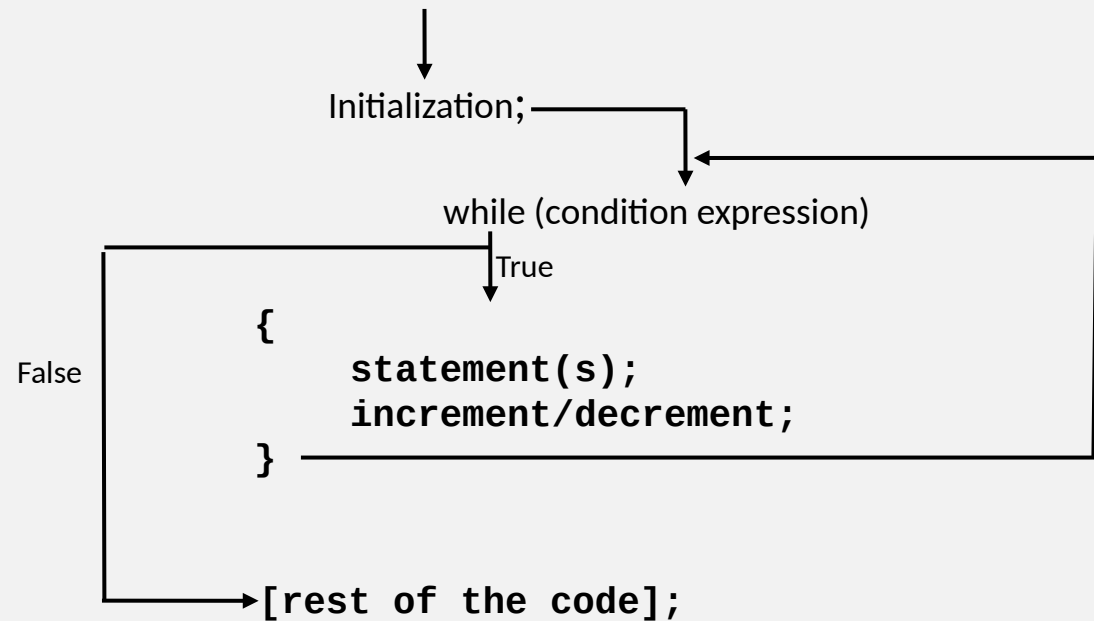 Initialization;
while (condition expression)
True
{
False
statement(s);
increment/decrement;
}
[rest of the code];